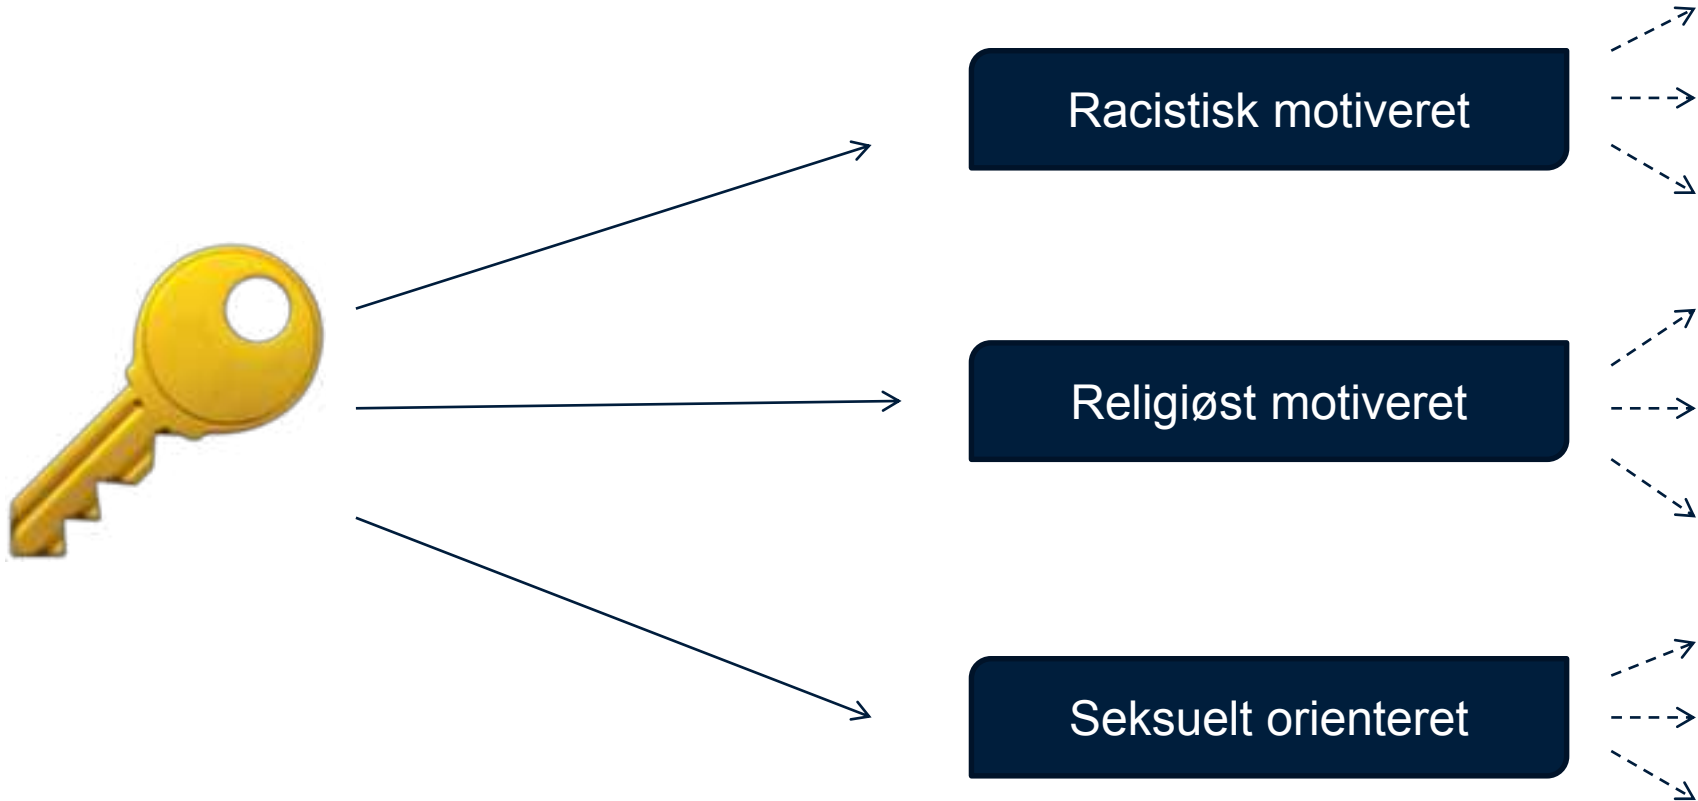 Racistisk motiveret
Religiøst motiveret
Seksuelt orienteret